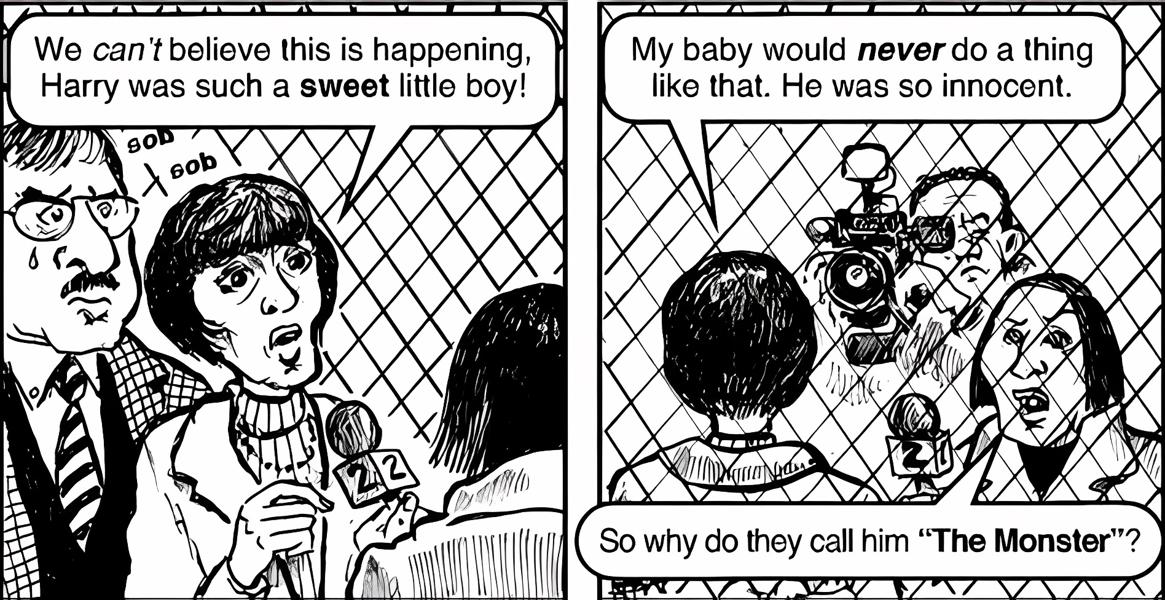 We can't believe this is happening,
Harry was such a sweet little boy!
sob
sob
22
My baby would never do a thing
like that. He was so innocent.
2
So why do they call him “The Monster”?